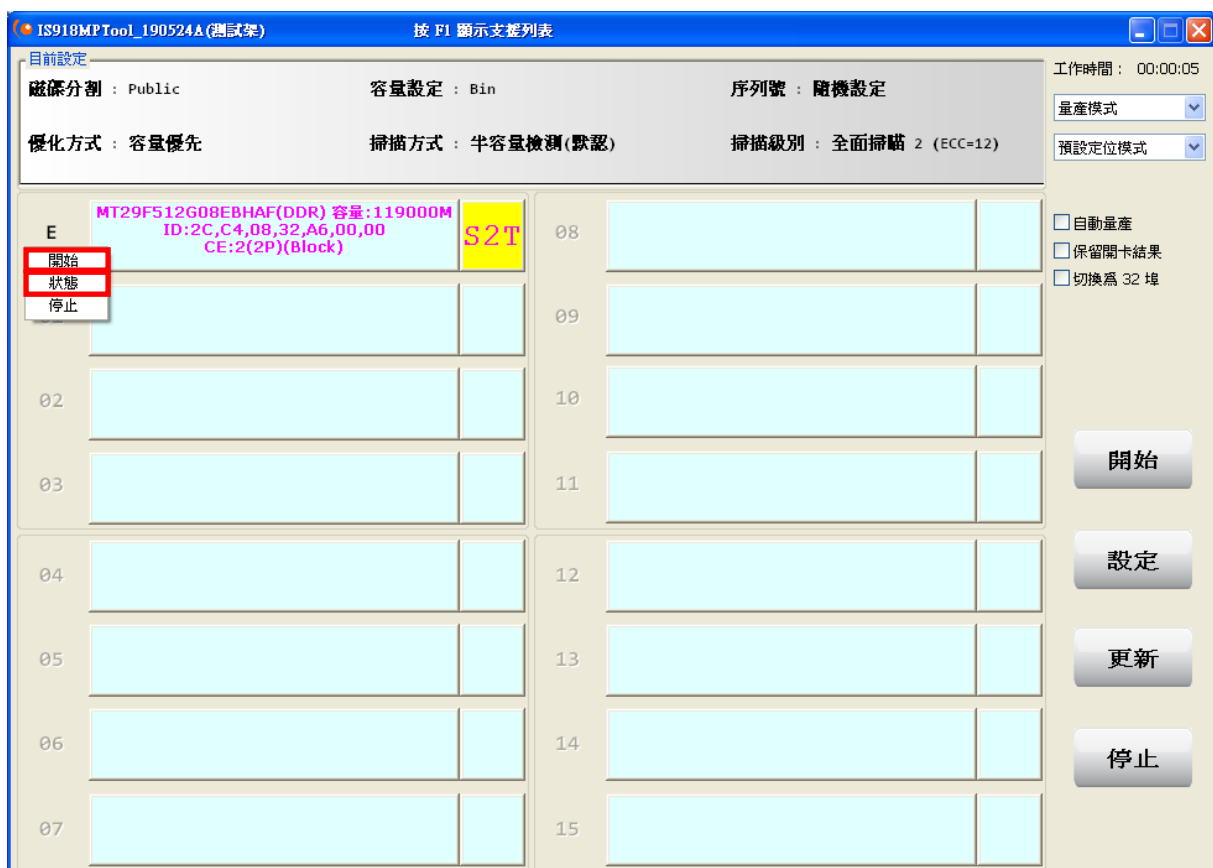 IS918MPTool_190524A(測試架) 按 F1 顯示支援列表
目前設定
磁碟分割 : Public 容量設定 : Bin 序列號 : 隨機設定
優化方式 : 容量優先 掃描方式 : 半容量檢測(默認) 掃描級別 : 全面掃瞄 2 (ECC=12)
工作時間 : 00:00:05
量產模式
預設定位模式
自動量產
保留開卡結果
切換爲 32 埠
開始
設定
更新
停止
E
MT29F512G08EBHAF(DDR) 容量:119000M
ID:2C,C4,08,32,A6,00,00
CE:2(2P)(Block)
S2T
開始
狀態
停止
02
03
04
05
06
07
08
09
10
11
12
13
14
15